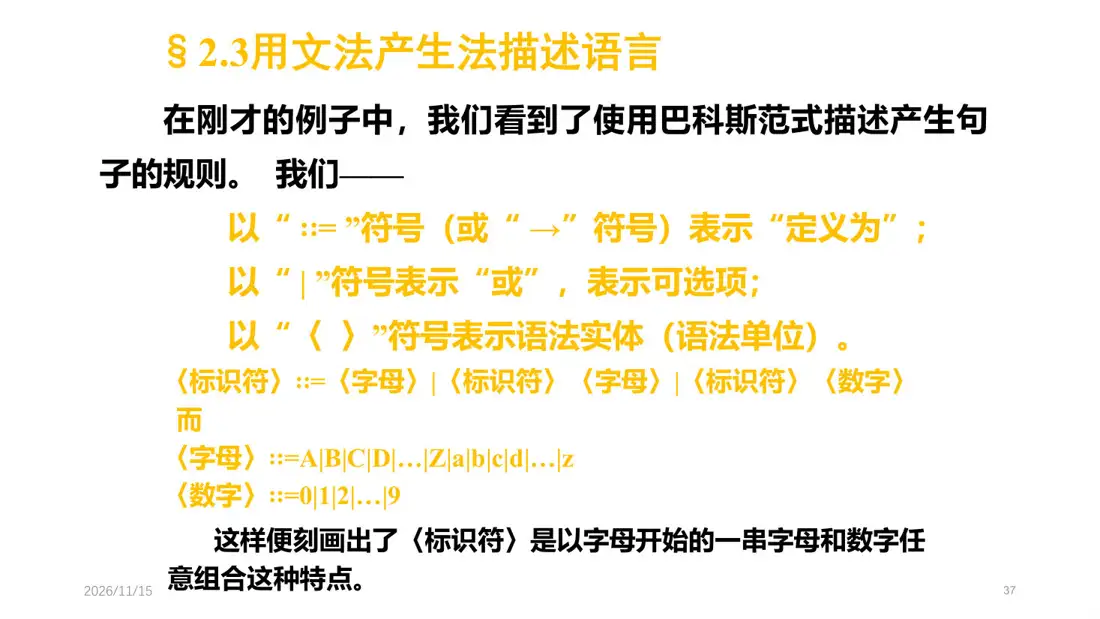 §2.3用文法产生法描述语言
在刚才的例子中，我们看到了使用巴科斯范式描述产生句
子的规则。 我们——
以“ ::= ”符号（或“ →”符号）表示“定义为”；
以“ | ”符号表示“或”，表示可选项；
以“〈 〉”符号表示语法实体（语法单位）。
〈标识符〉::=〈字母〉|〈标识符〉〈字母〉|〈标识符〉〈数字〉
而
〈字母〉::=A|B|C|D|…|Z|a|b|c|d|…|z
〈数字〉::=0|1|2|…|9
这样便刻画出了〈标识符〉是以字母开始的一串字母和数字任
意组合这种特点。
2026/11/15
37